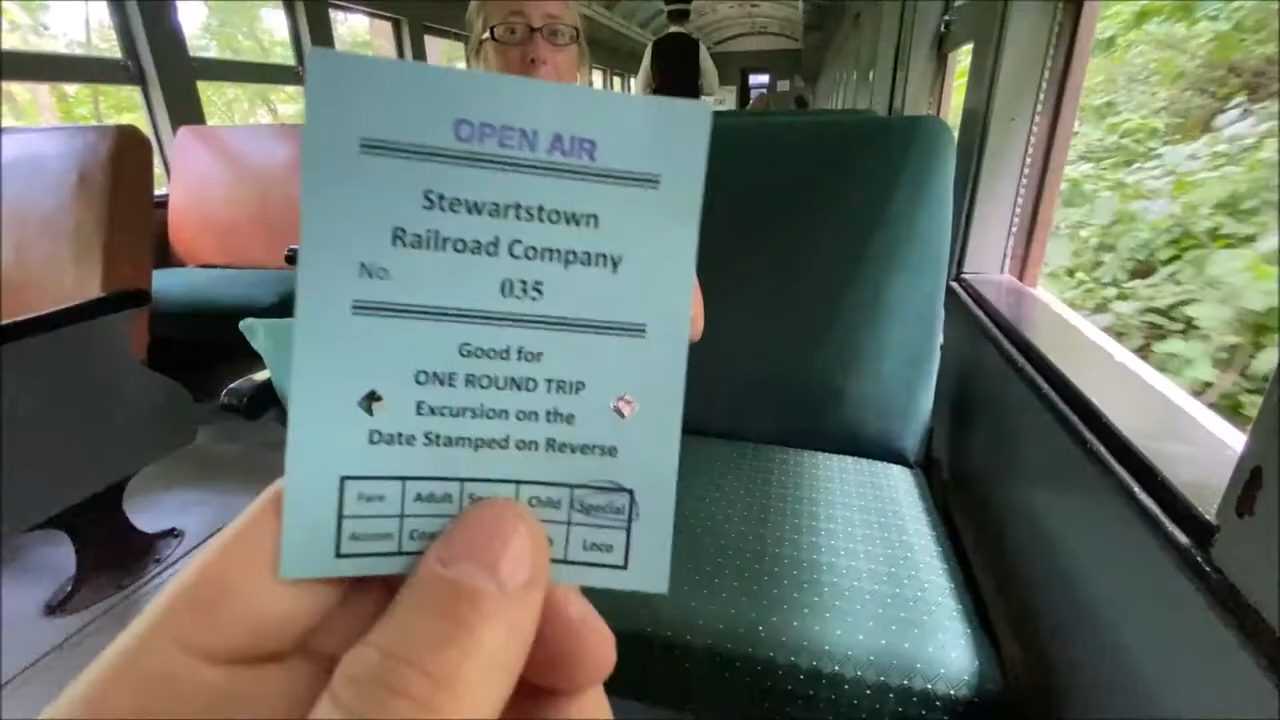 OPEN AIR
Stewartstown
Railroad Company
No. 035
Good for
ONE ROUND TRIP
Excursion on the
Date Stamped on Reverse
Fare Adult Child Special
Accom Loco